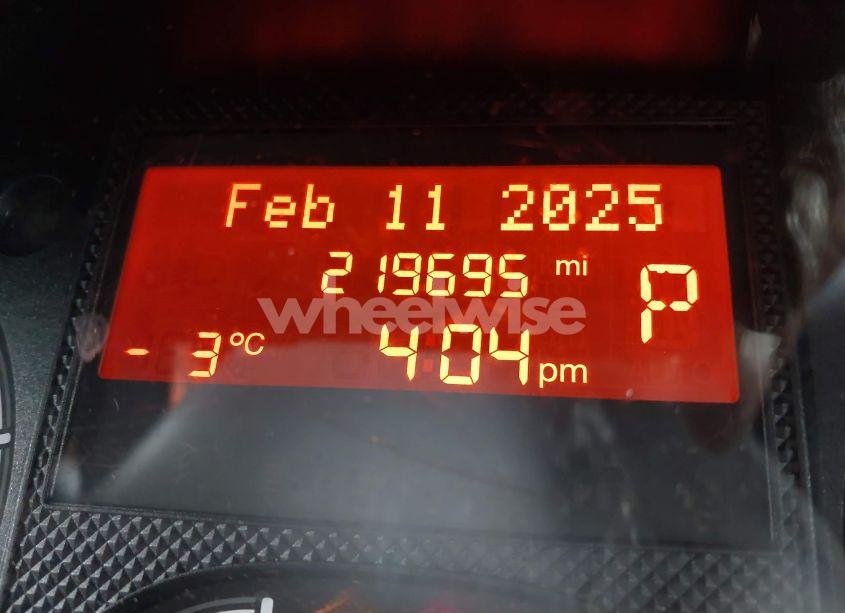 Feb 11 2025
219695 mi
P
wheelwise
- 3°C 4:04 pm